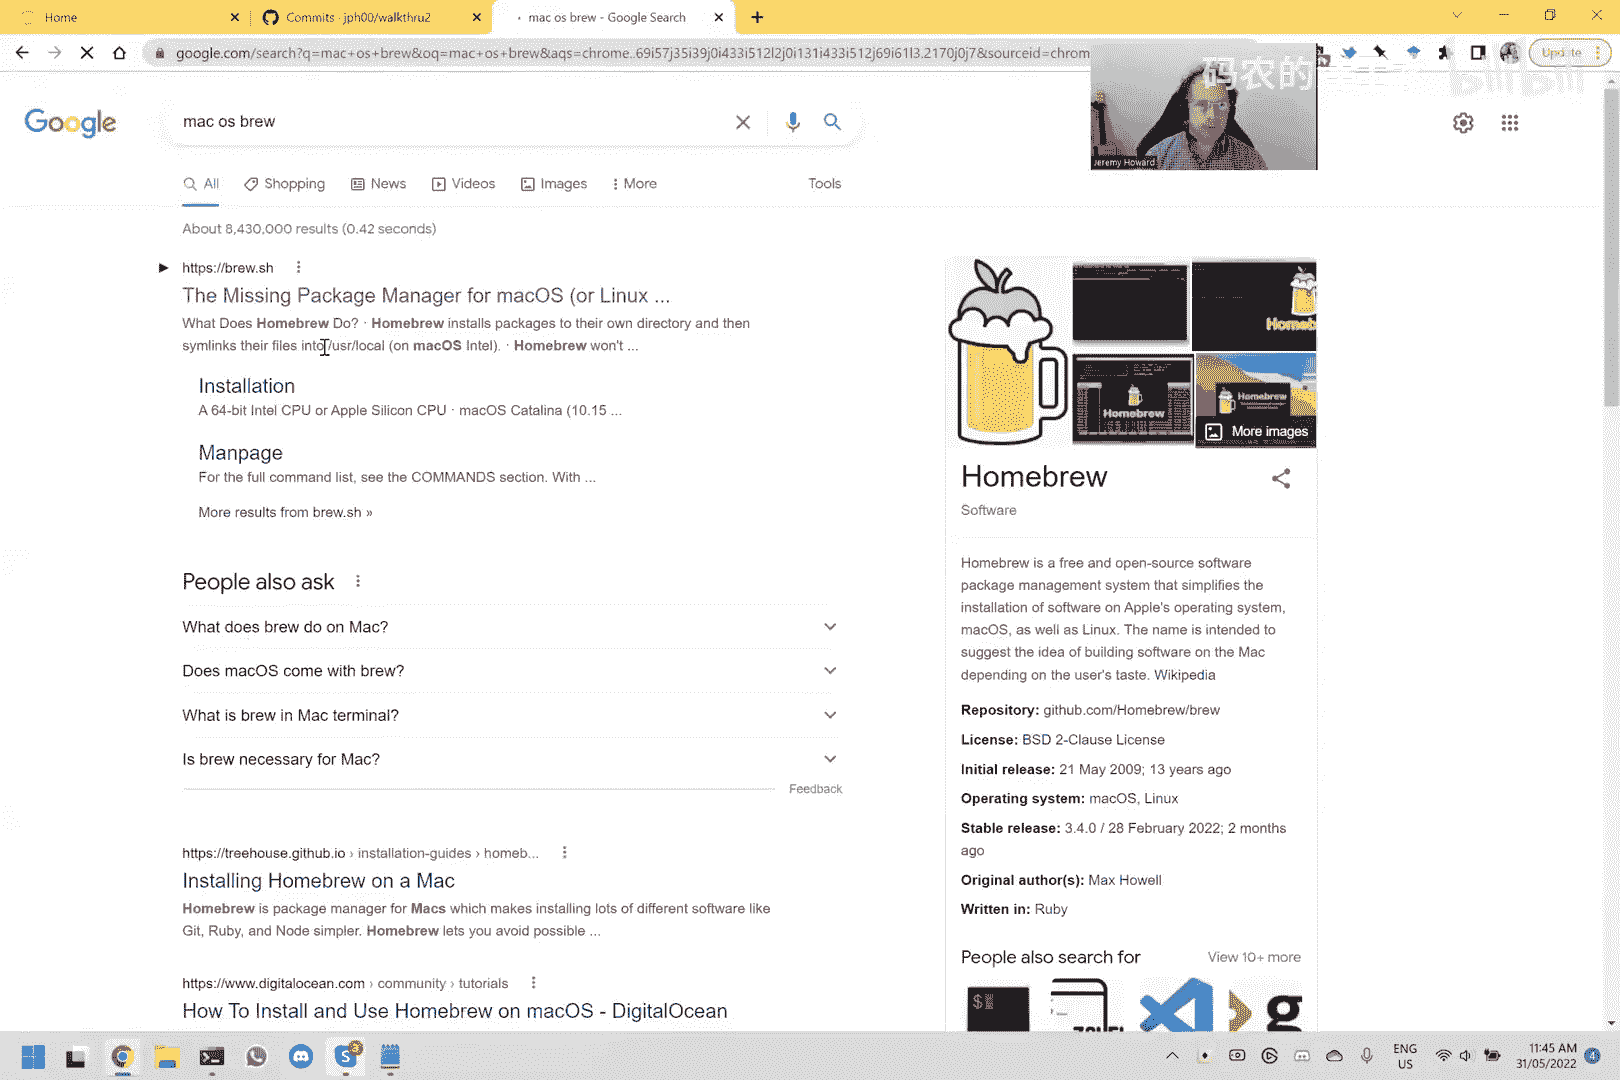 Home
Commits · jph00/walkthru2
mac os brew - Google Search
google.com/search?q=mac+os+brew&oq=mac+os+brew&aqs=chrome..69i57j35i39j0i433i512l2j0i131i433i512j69i61l3.2170j0j7&sourceid=chrom
Update
码农的
bilibili
Jeremy Howard
Google
mac os brew
All
Shopping
News
Videos
Images
More
Tools
About 8,430,000 results (0.42 seconds)
https://brew.sh
The Missing Package Manager for macOS (or Linux ...
What Does Homebrew Do? · Homebrew installs packages to their own directory and then
symlinks their files into /usr/local (on macOS Intel). · Homebrew won't ...
Installation
A 64-bit Intel CPU or Apple Silicon CPU · macOS Catalina (10.15 ...
Manpage
For the full command list, see the COMMANDS section. With ...
More results from brew.sh »
People also ask
What does brew do on Mac?
Does macOS come with brew?
What is brew in Mac terminal?
Is brew necessary for Mac?
Feedback
https://treehouse.github.io › installation-guides › homeb...
Installing Homebrew on a Mac
Homebrew is package manager for Macs which makes installing lots of different software like
Git, Ruby, and Node simpler. Homebrew lets you avoid possible ...
https://www.digitalocean.com › community › tutorials
How To Install and Use Homebrew on macOS - DigitalOcean
Homeb
Homebrew
Homebrew
More images
Homebrew
Software
Homebrew is a free and open-source software
package management system that simplifies the
installation of software on Apple's operating system,
macOS, as well as Linux. The name is intended to
suggest the idea of building software on the Mac
depending on the user's taste. Wikipedia
Repository: github.com/Homebrew/brew
License: BSD 2-Clause License
Initial release: 21 May 2009; 13 years ago
Operating system: macOS, Linux
Stable release: 3.4.0 / 28 February 2022; 2 months
ago
Original author(s): Max Howell
Written in: Ruby
People also search for
View 10+ more
$
g
3
ENG
US
11:45 AM
31/05/2022
4